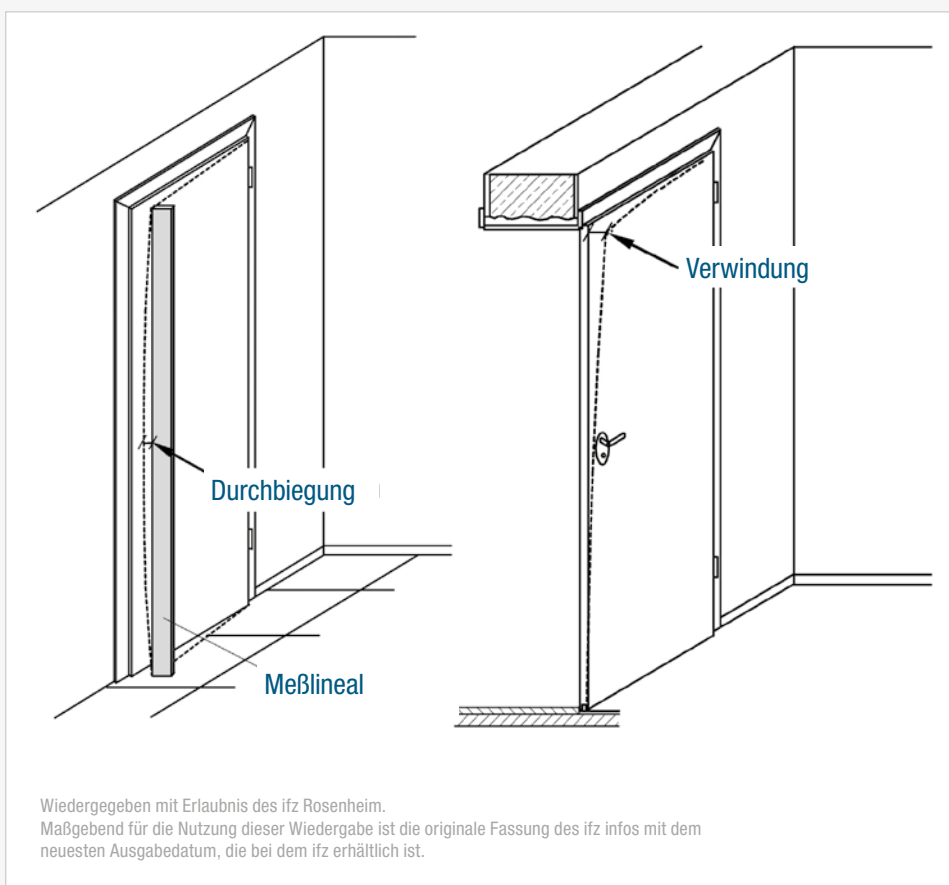 Verwindung
Durchbiegung
Meßlineal
Wiedergegeben mit Erlaubnis des ifz Rosenheim.
Maßgebend für die Nutzung dieser Wiedergabe ist die originale Fassung des ifz infos mit dem
neuesten Ausgabedatum, die bei dem ifz erhältlich ist.